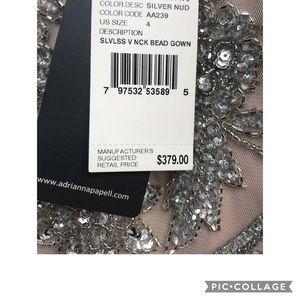 COLOR DESC SILVER NUD
COLOR CODE AA239
US SIZE 4
DESCRIPTION
SLVLSS V NCK BEAD GOWN
7 97532 53589 5
MANUFACTURER'S
SUGGESTED
RETAIL PRICE $379.00
www.adriannapapell.com
PIC•COLLAGE